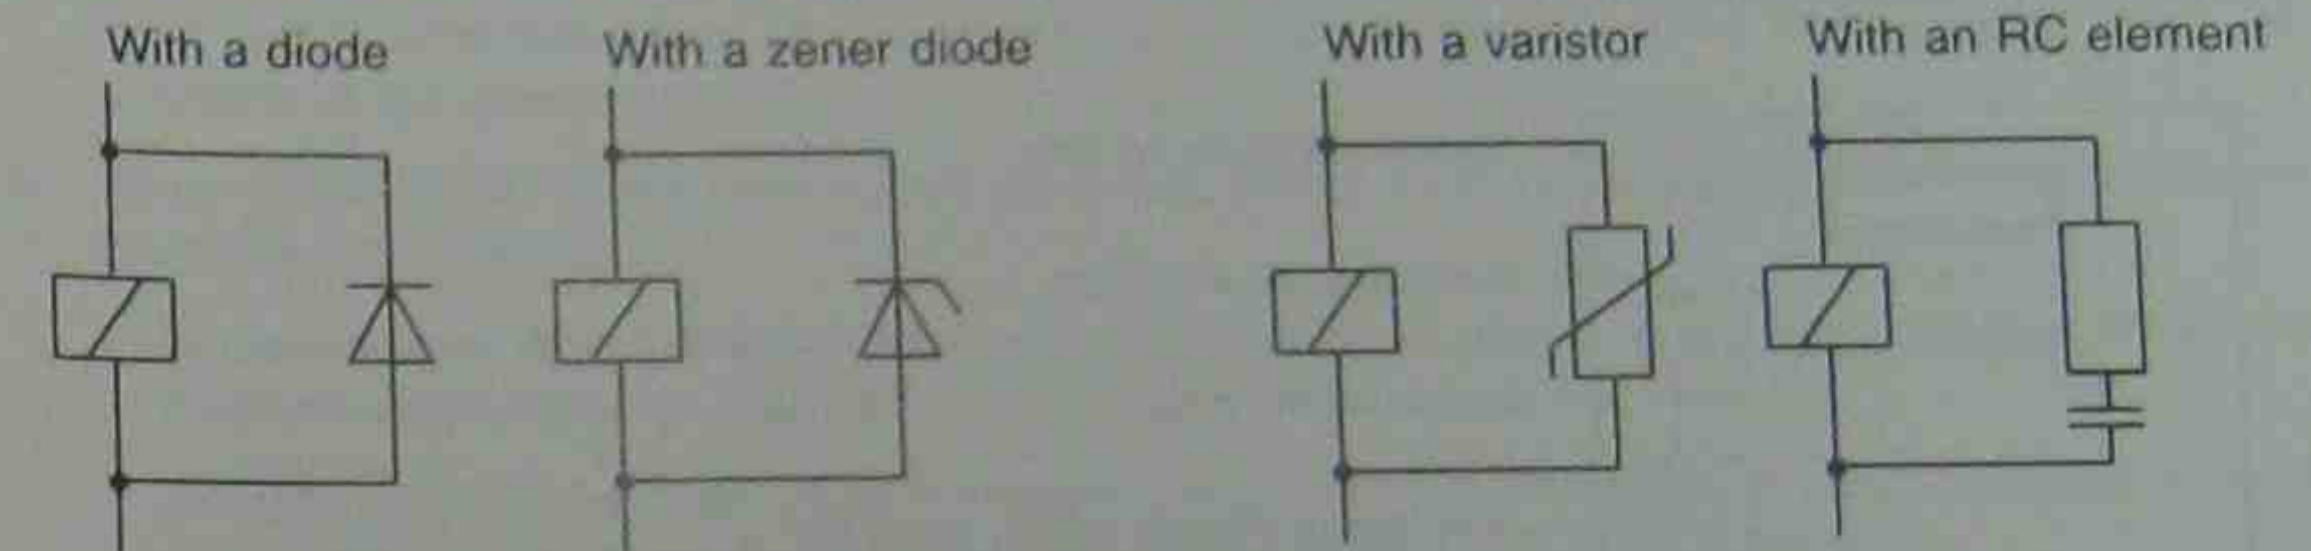 With a diode
With a zener diode
With a varistor
With an RC element